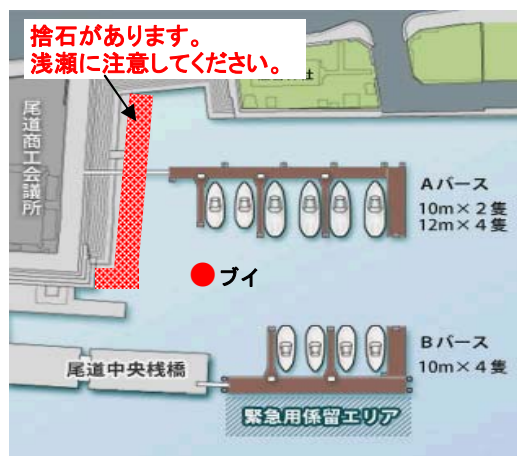 捨石があります。
浅瀬に注意してください。
尾道商工会議所
Aバース
10m×2隻
12m×4隻
ブイ
Bバース
10m×4隻
尾道中央桟橋
緊急用係留エリア